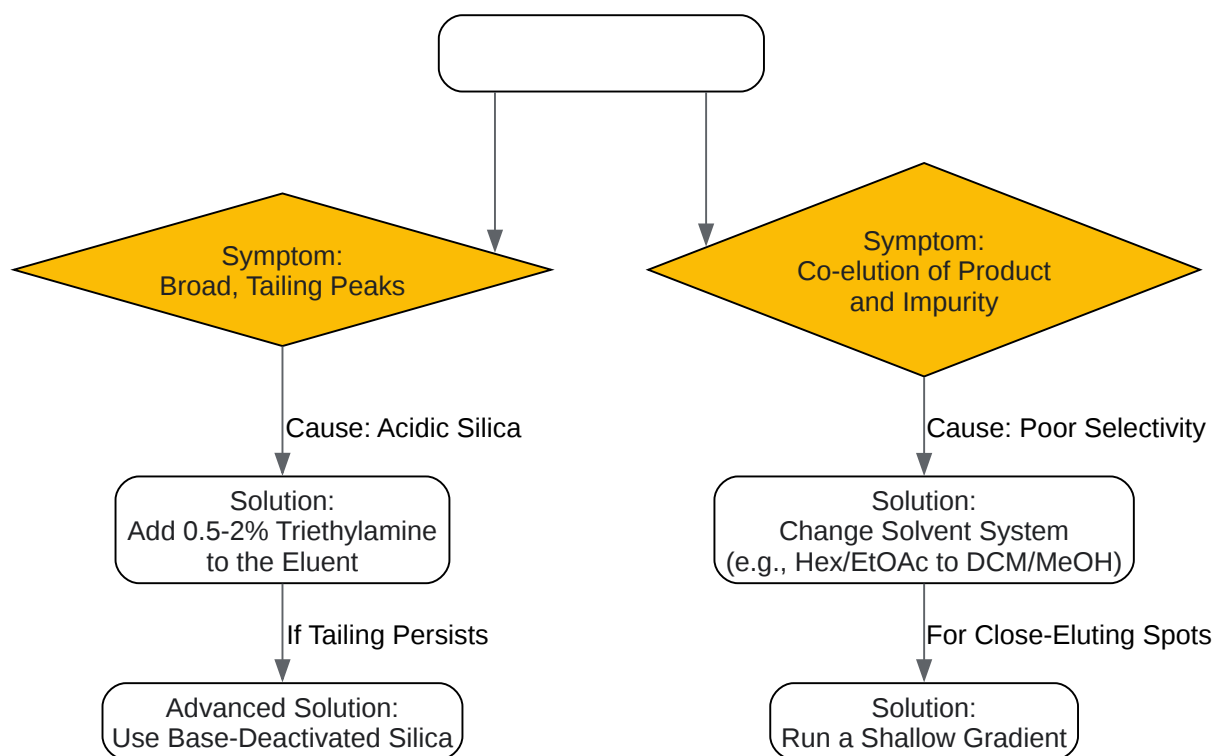 Symptom:
Broad, Tailing Peaks
Symptom:
Co-elution of Product
and Impurity
Cause: Acidic Silica
Cause: Poor Selectivity
Solution:
Add 0.5-2% Triethylamine
to the Eluent
Solution:
Change Solvent System
(e.g., Hex/EtOAc to DCM/MeOH)
If Tailing Persists
For Close-Eluting Spots
Advanced Solution:
Use Base-Deactivated Silica
Solution:
Run a Shallow Gradient